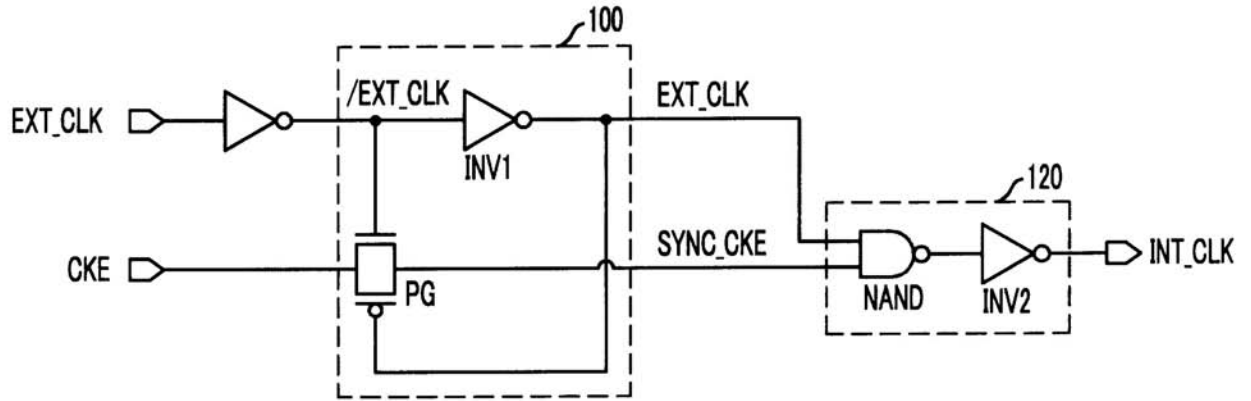 100
EXT_CLK
/EXT_CLK
EXT_CLK
INV1
120
CKE
SYNC_CKE
PG
NAND
INV2
INT_CLK